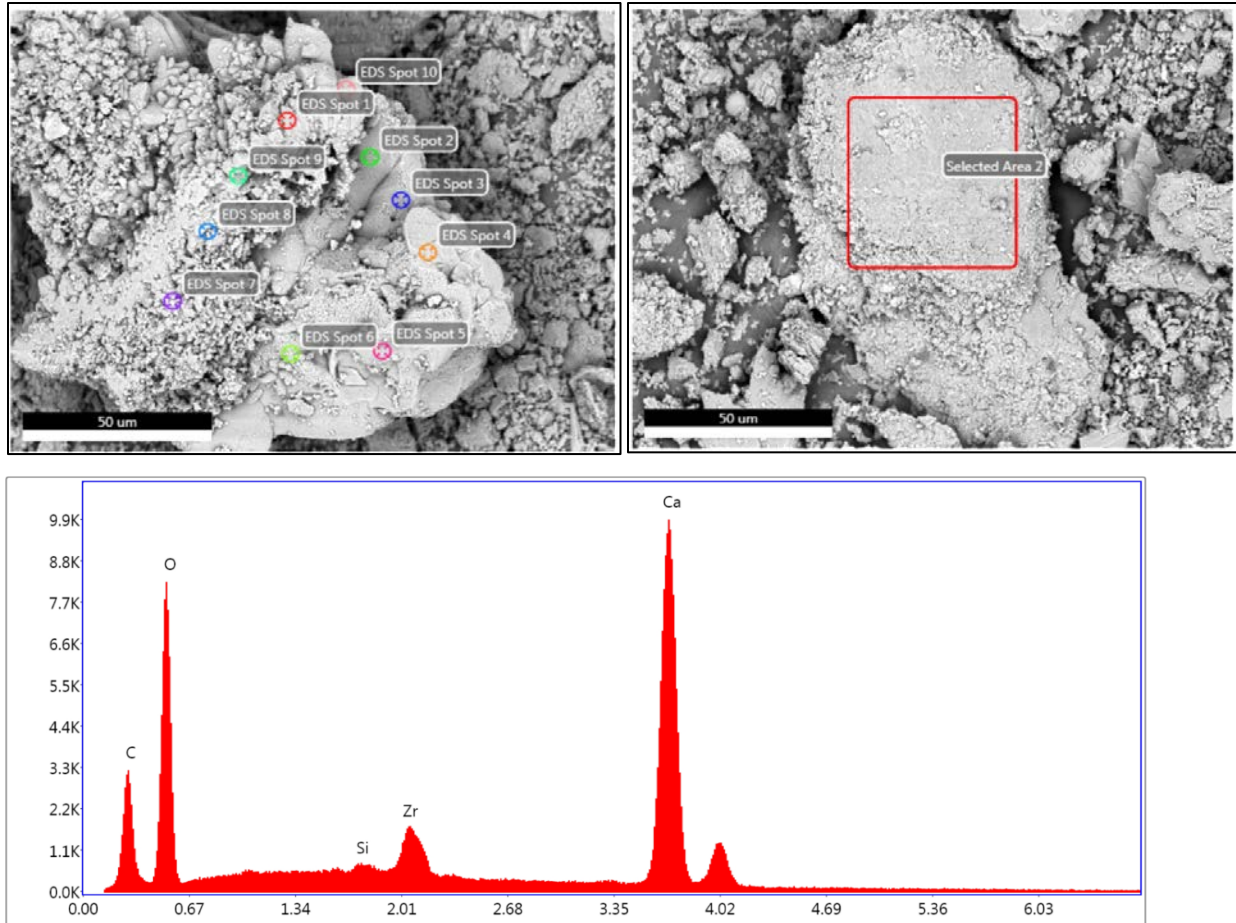 EDS Spot 10
EDS Spot 1
EDS Spot 2
EDS Spot 9
EDS Spot 3
EDS Spot 8
EDS Spot 4
EDS Spot 7
EDS Spot 6
EDS Spot 5
50 um
Selected Area 2
50 um
Ca
9.9K
8.8K
O
7.7K
6.6K
5.5K
4.4K
C
3.3K
2.2K
Zr
1.1K
Si
0.0K
0.00 0.67 1.34 2.01 2.68 3.35 4.02 4.69 5.36 6.03